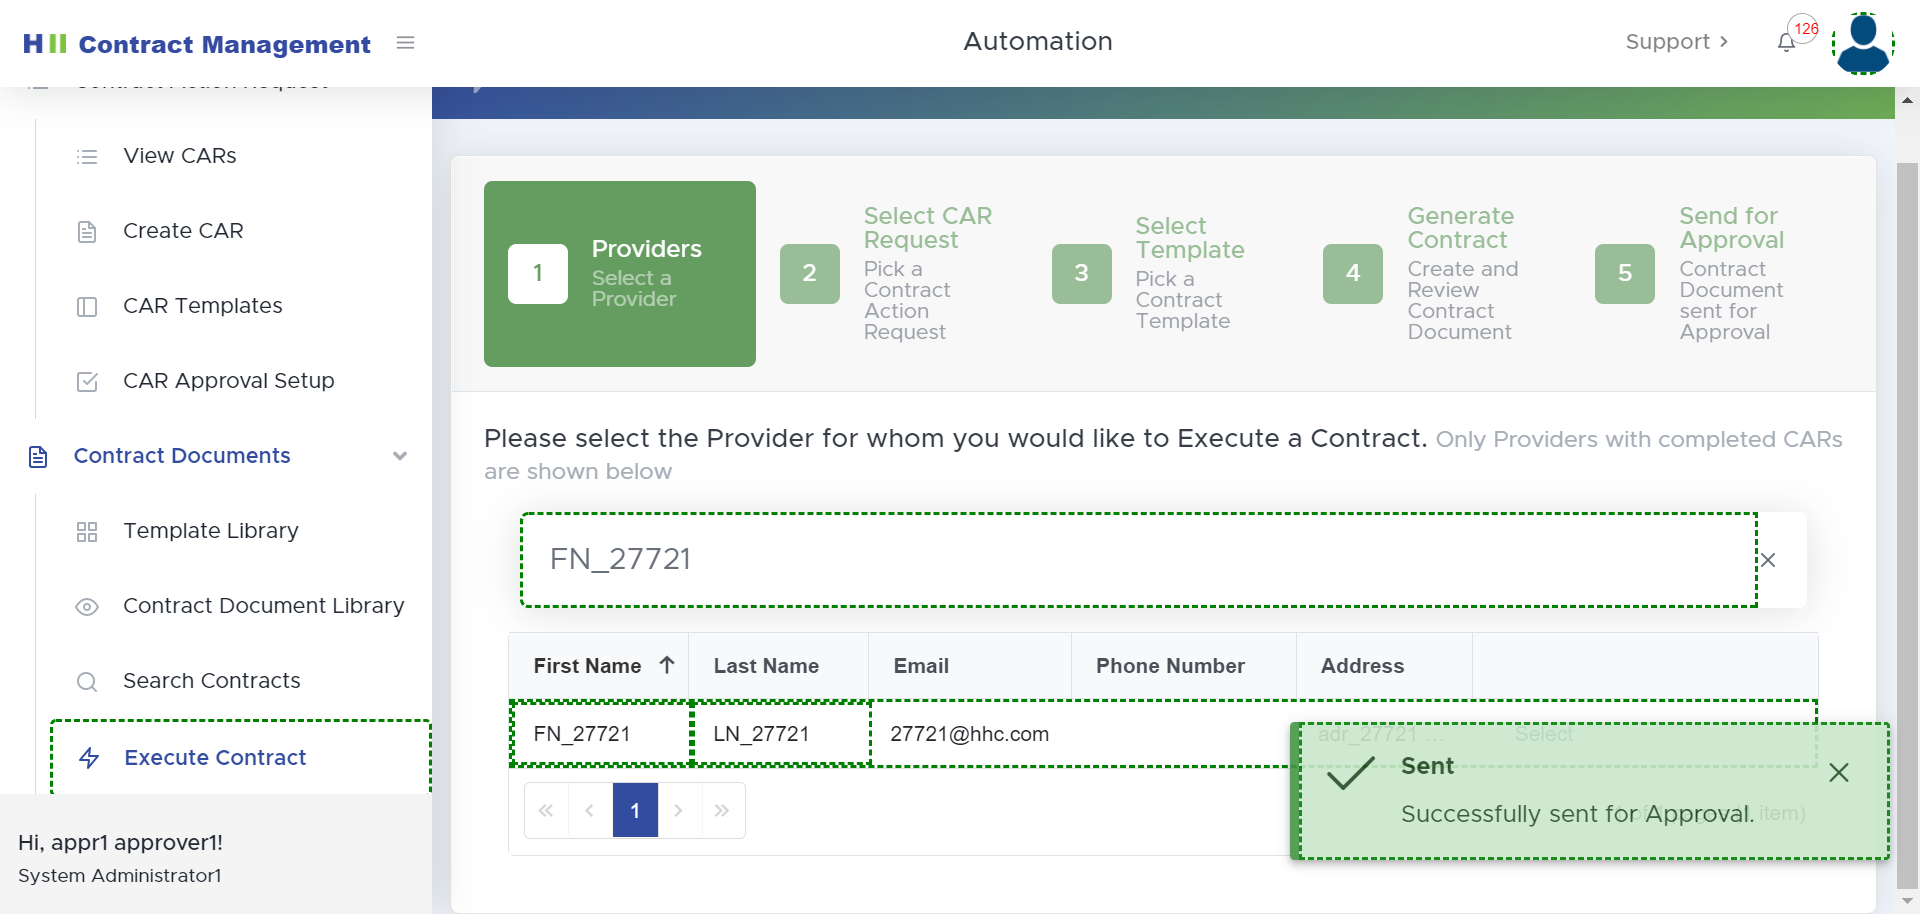 HII Contract Management
Automation
Support
126
Contract Action Request
View CARs
Create CAR
CAR Templates
CAR Approval Setup
Contract Documents
Template Library
Contract Document Library
Search Contracts
Execute Contract
Hi, appr1 approver1!
System Administrator1
1
Providers
Select a
Provider
2
Select CAR
Request
Pick a
Contract
Action
Request
3
Select
Template
Pick a
Contract
Template
4
Generate
Contract
Create and
Review
Contract
Document
5
Send for
Approval
Contract
Document
sent for
Approval
Please select the Provider for whom you would like to Execute a Contract. Only Providers with completed CARs
are shown below
FN_27721
First Name Last Name Email Phone Number Address
FN_27721 LN_27721 27721@hhc.com adr_27721 ... Select
1
Sent
Successfully sent for Approval.
item)